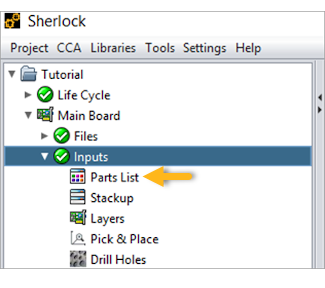 Sherlock
Project CCA Libraries Tools Settings Help
Tutorial
Life Cycle
Main Board
Files
Inputs
Parts List
Stackup
Layers
Pick & Place
Drill Holes